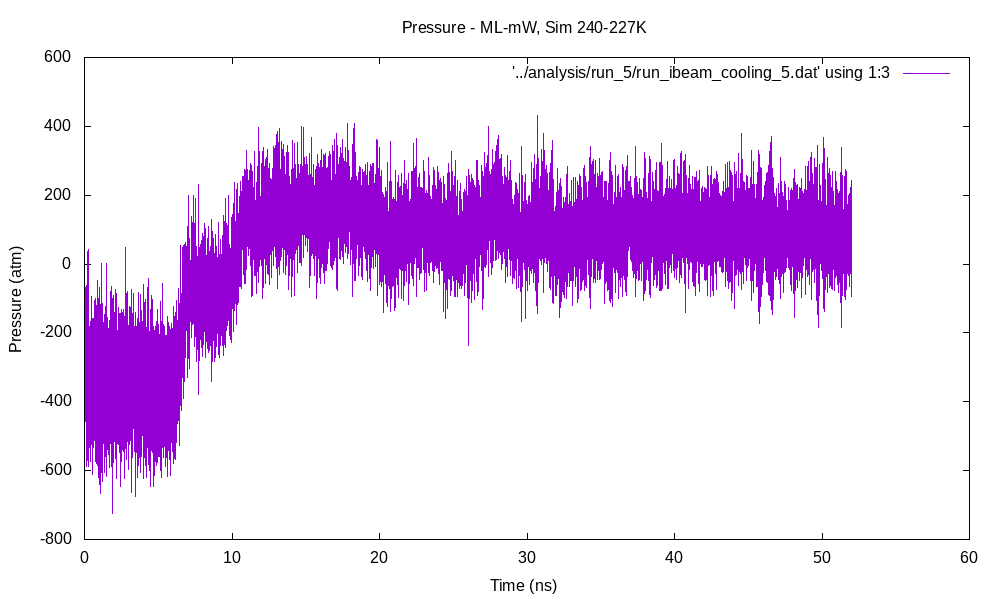 Pressure - ML-mW, Sim 240-227K
'../analysis/run_5/run_ibeam_cooling_5.dat' using 1:3
600
400
200
0
-200
-400
-600
-800
Pressure (atm)
0 10 20 30 40 50 60
Time (ns)